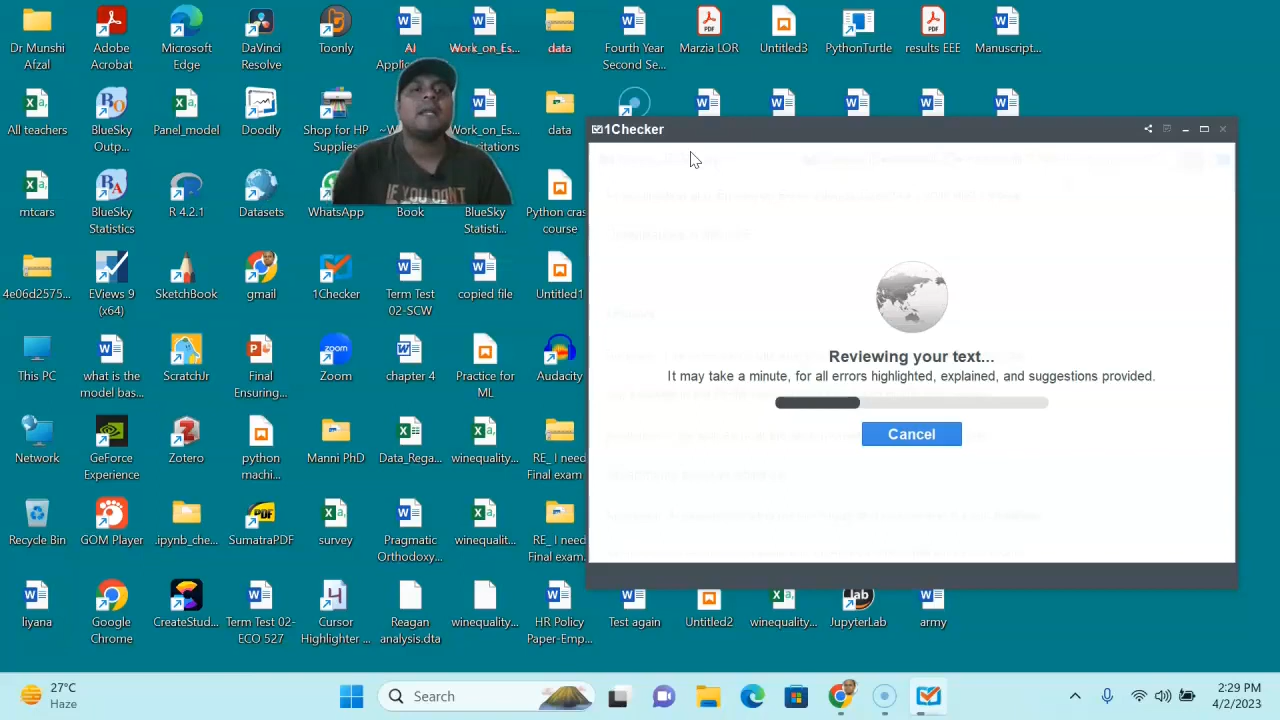 Dr Munshi Afzal
Adobe Acrobat
Microsoft Edge
DaVinci Resolve
Toonly
AI
Work_on_Es...
data
Fourth Year Second Se...
Marzia LOR
Untitled3
PythonTurtle
results EEE
Manuscript...
All teachers
BlueSky Outp...
Panel_model
Doodly
Shop for HP Supplies
Work_on_Es...
data
1Checker
mtcars
BlueSky Statistics
R 4.2.1
Datasets
WhatsApp
Book
BlueSky Statisti...
Python cras course
IF YOU DONT
4e06d2575...
EViews 9 (x64)
SketchBook
gmail
1Checker
Term Test 02-SCW
copied file
Untitled1
Reviewing your text...
It may take a minute, for all errors highlighted, explained, and suggestions provided.
Cancel
This PC
what is the model bas...
ScratchJr
Final Ensuring...
Zoom
chapter 4
Practice for ML
Audacity
Network
GeForce Experience
Zotero
python machi...
Manni PhD
Data_Rega...
winequality...
RE_ I need Final exam
Recycle Bin
GOM Player
.ipynb_che...
SumatraPDF
survey
Pragmatic Orthodoxy...
winequalit...
RE_ I need Final exam...
liyana
Google Chrome
CreateStud...
Term Test 02-ECO 527
Cursor Highlighter ...
Reagan analysis.dta
winequality...
HR Policy Paper-Emp...
Test again
Untitled2
winequality...
JupyterLab
army
27°C
Haze
Search
2:29 PM
4/2/2023